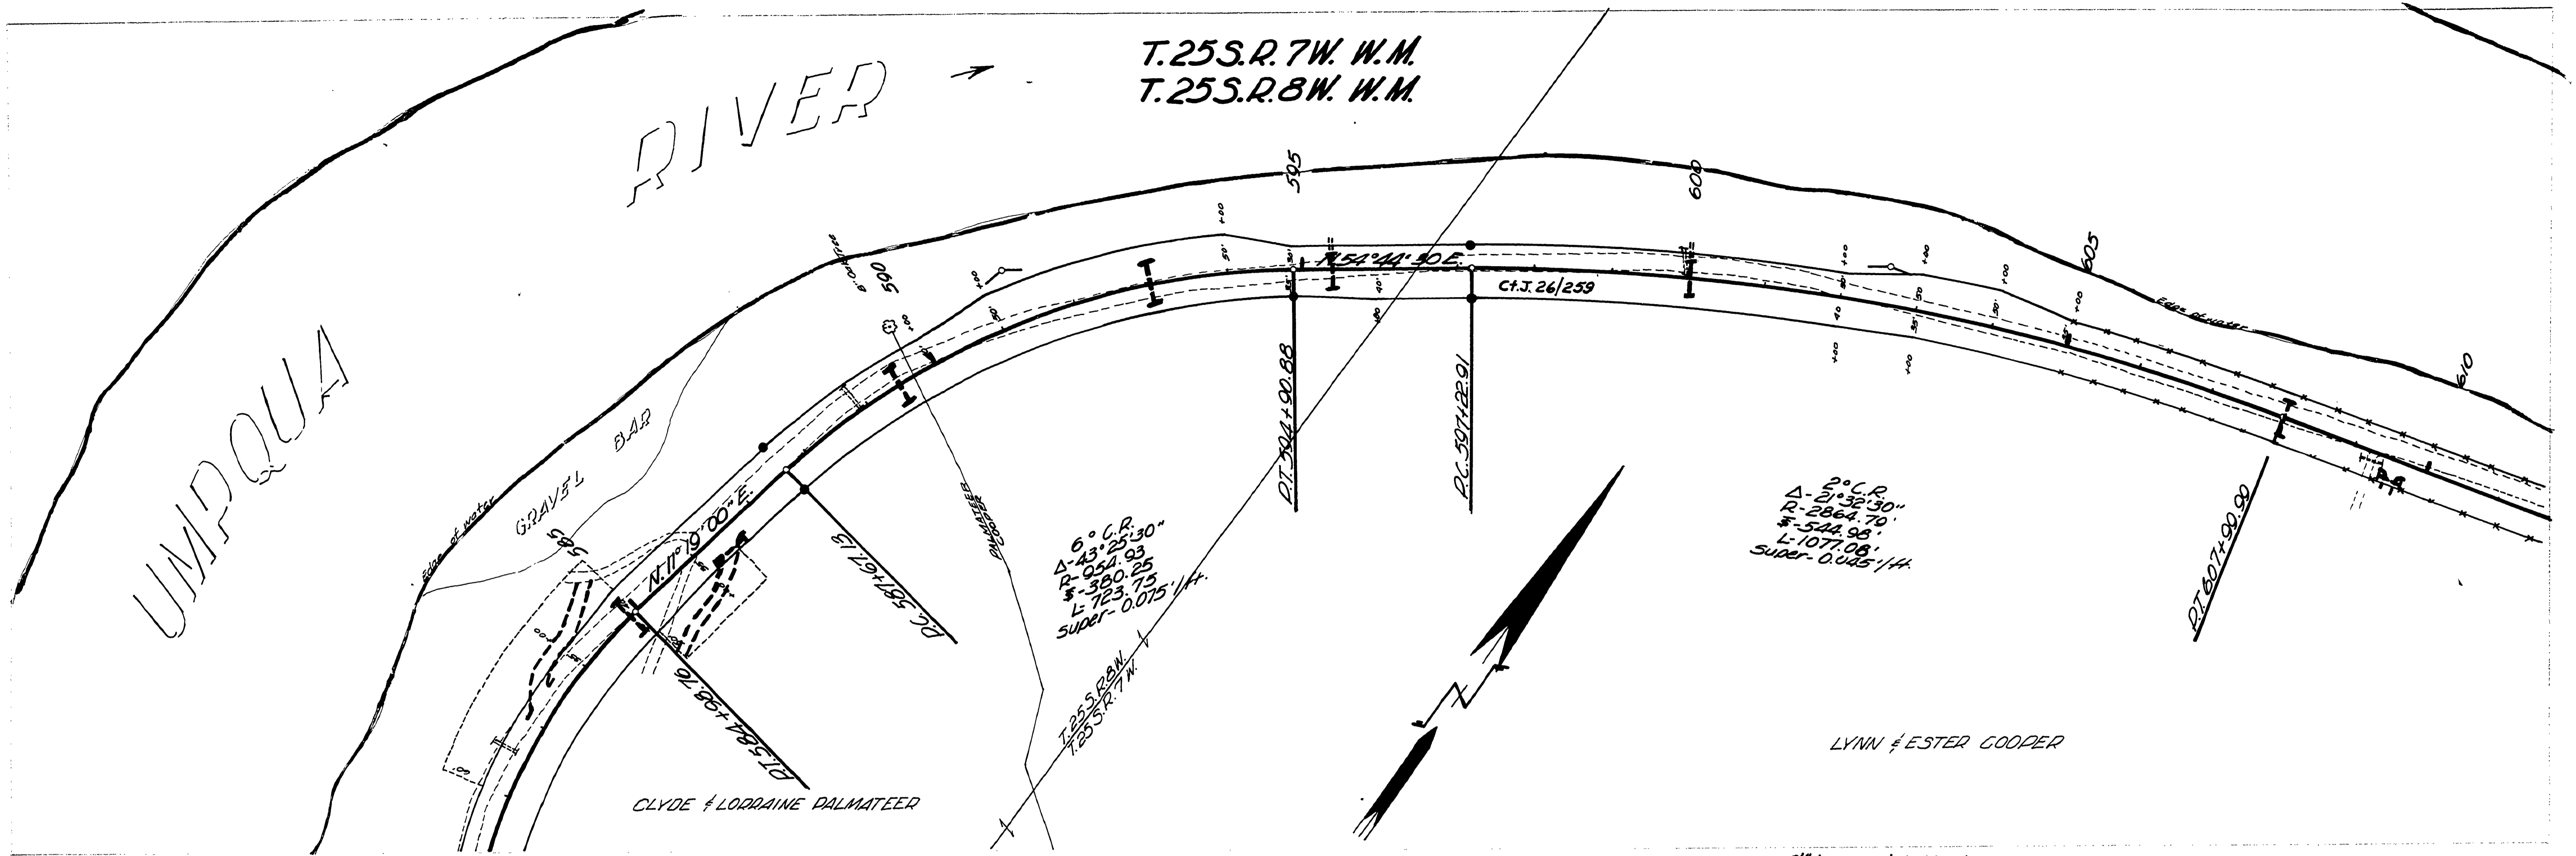 T.25S.R.7W. W.M.
T.25S.R.8W. W.M.
UMPQUA
RIVER
595
600
605
610
590
585
Edge of water
GRAVEL BAR
Edge of water
N.11°19'00"E.
N54°44'30E.
Ct.J. 26/259
P.T. 584+98.76
P.C. 587+67.13
P.T. 594+90.88
P.C. 597+22.91
P.T. 607+99.99
PALMATEER
COOPER
6° C.R.
Δ-43°25'30"
R-954.93
-380.25
L-723.75
Super-0.075'/ft.
2° C.R.
Δ-21°32'30"
R-2864.79'
-544.98'
L-1077.08'
Super-0.045'/ft.
T.25S.R.8W.
T.25S.R.7W.
CLYDE & LORRAINE PALMATEER
LYNN & ESTER COOPER